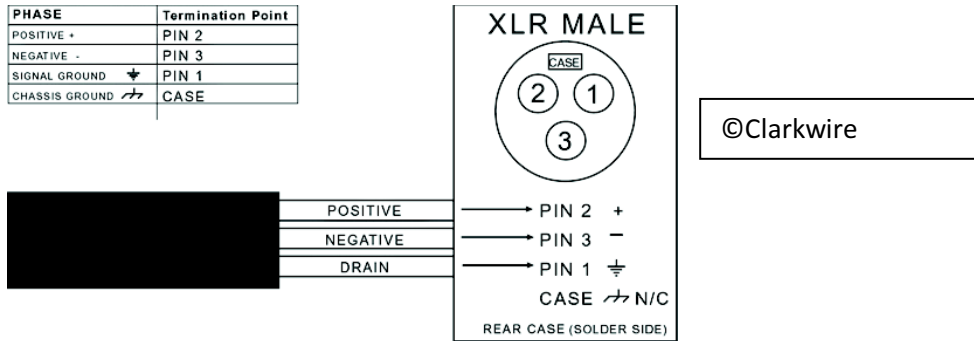 PHASE Termination Point
POSITIVE + PIN 2
NEGATIVE - PIN 3
SIGNAL GROUND PIN 1
CHASSIS GROUND CASE
XLR MALE
CASE
2 1
3
©Clarkwire
POSITIVE PIN 2 +
NEGATIVE PIN 3 –
DRAIN PIN 1
CASE N/C
REAR CASE (SOLDER SIDE)